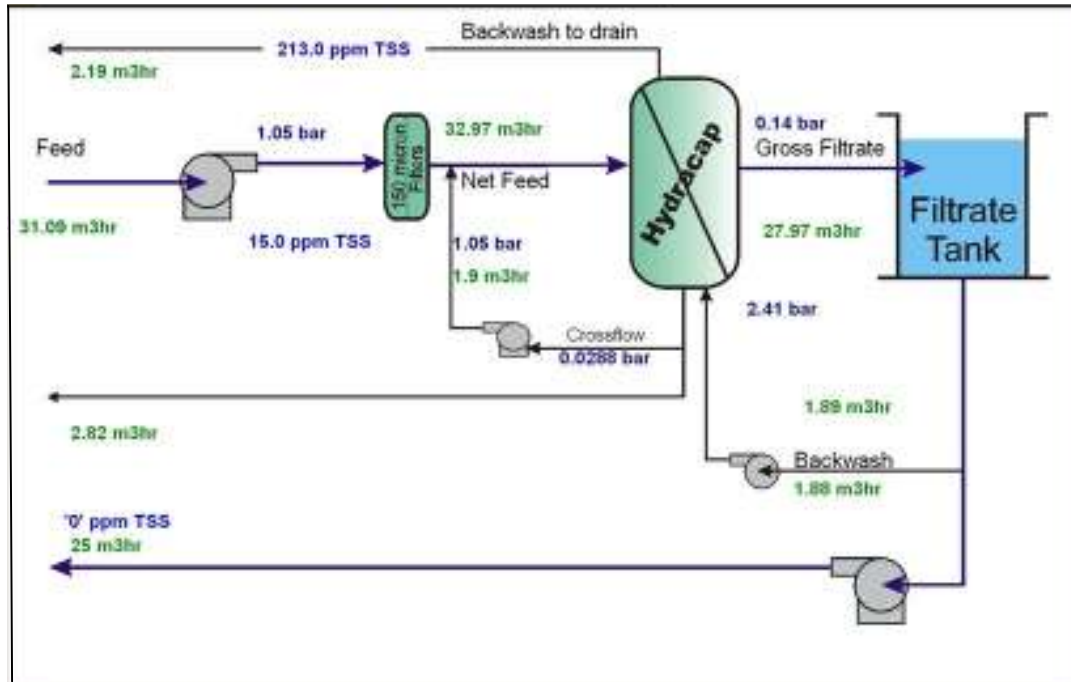 Backwash to drain
213.0 ppm TSS
2.19 m3hr
1.05 bar
32.97 m3hr
0.14 bar
Feed
150 micron
Filters
Net Feed
Hydracap
Gross Filtrate
31.09 m3hr
15.0 ppm TSS
1.05 bar
1.9 m3hr
27.97 m3hr
Filtrate
Tank
2.41 bar
Crossflow
0.0288 bar
2.82 m3hr
1.89 m3hr
Backwash
1.88 m3hr
'0' ppm TSS
25 m3hr